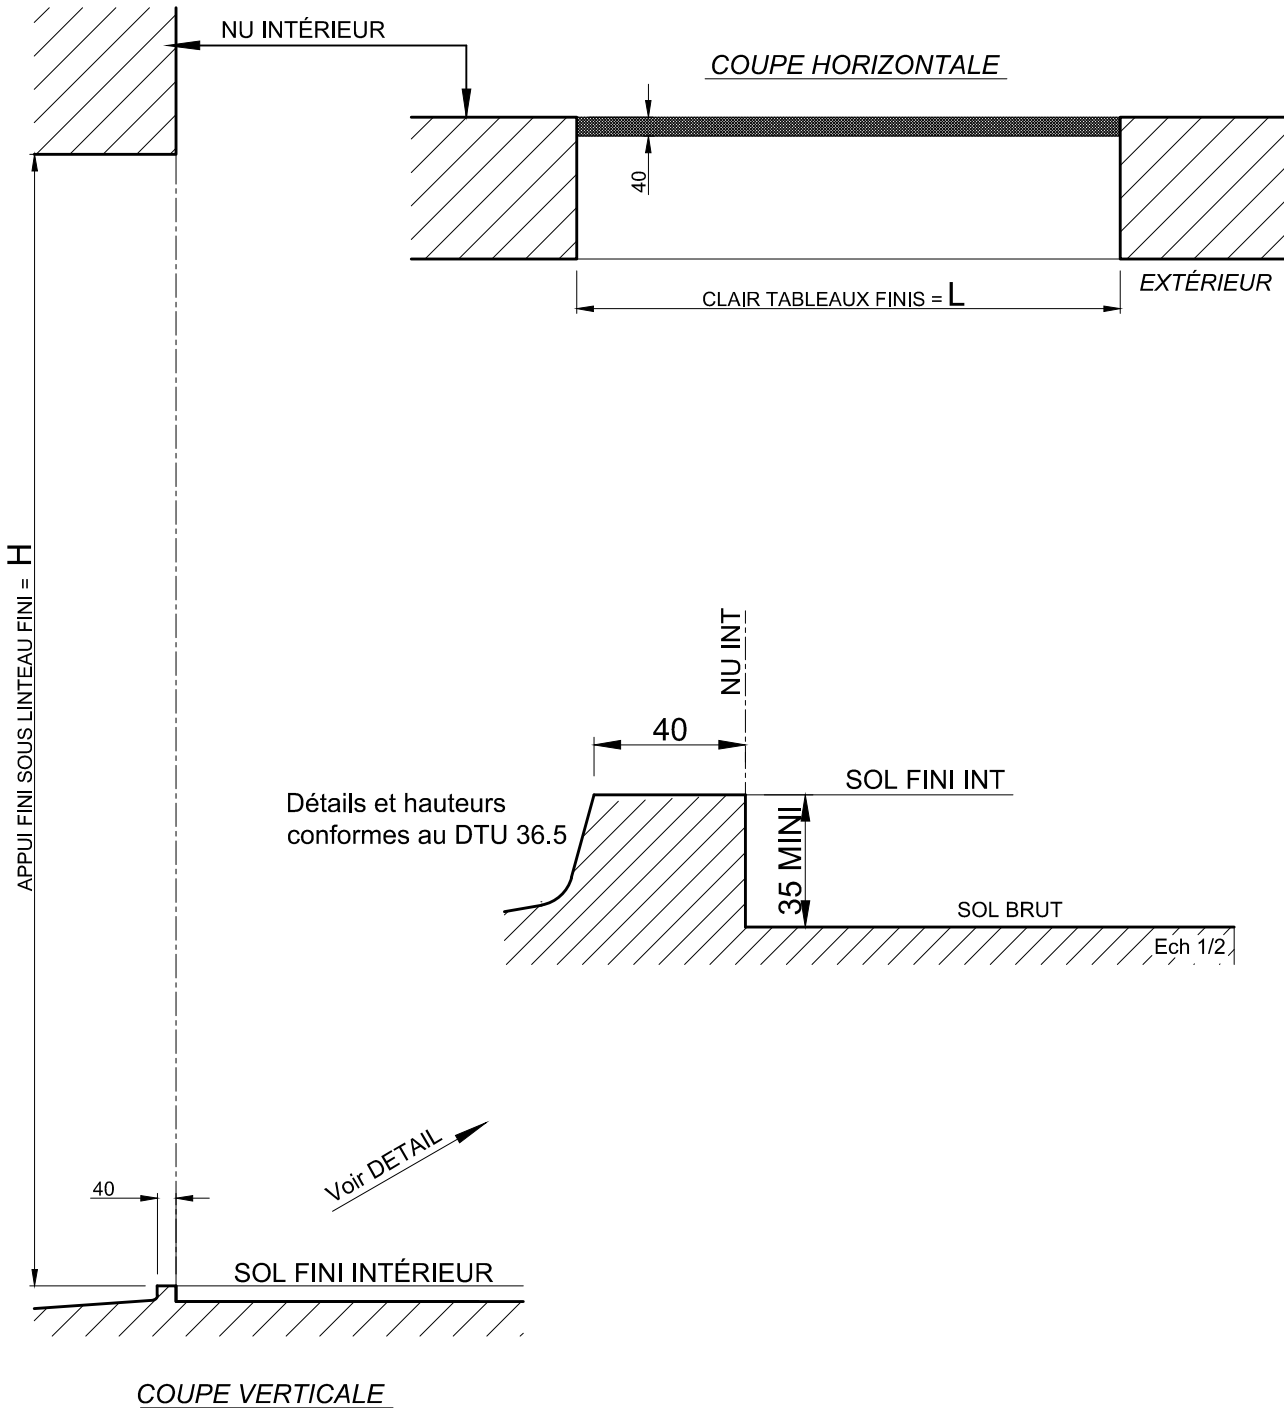 NU INTÉRIEUR
COUPE HORIZONTALE
40
EXTÉRIEUR
CLAIR TABLEAUX FINIS = L
APPUI FINI SOUS LINTEAU FINI = H
NU INT
40
SOL FINI INT
Détails et hauteurs
conformes au DTU 36.5
35 MINI
SOL BRUT
Ech 1/2
Voir DETAIL
40
SOL FINI INTÉRIEUR
COUPE VERTICALE